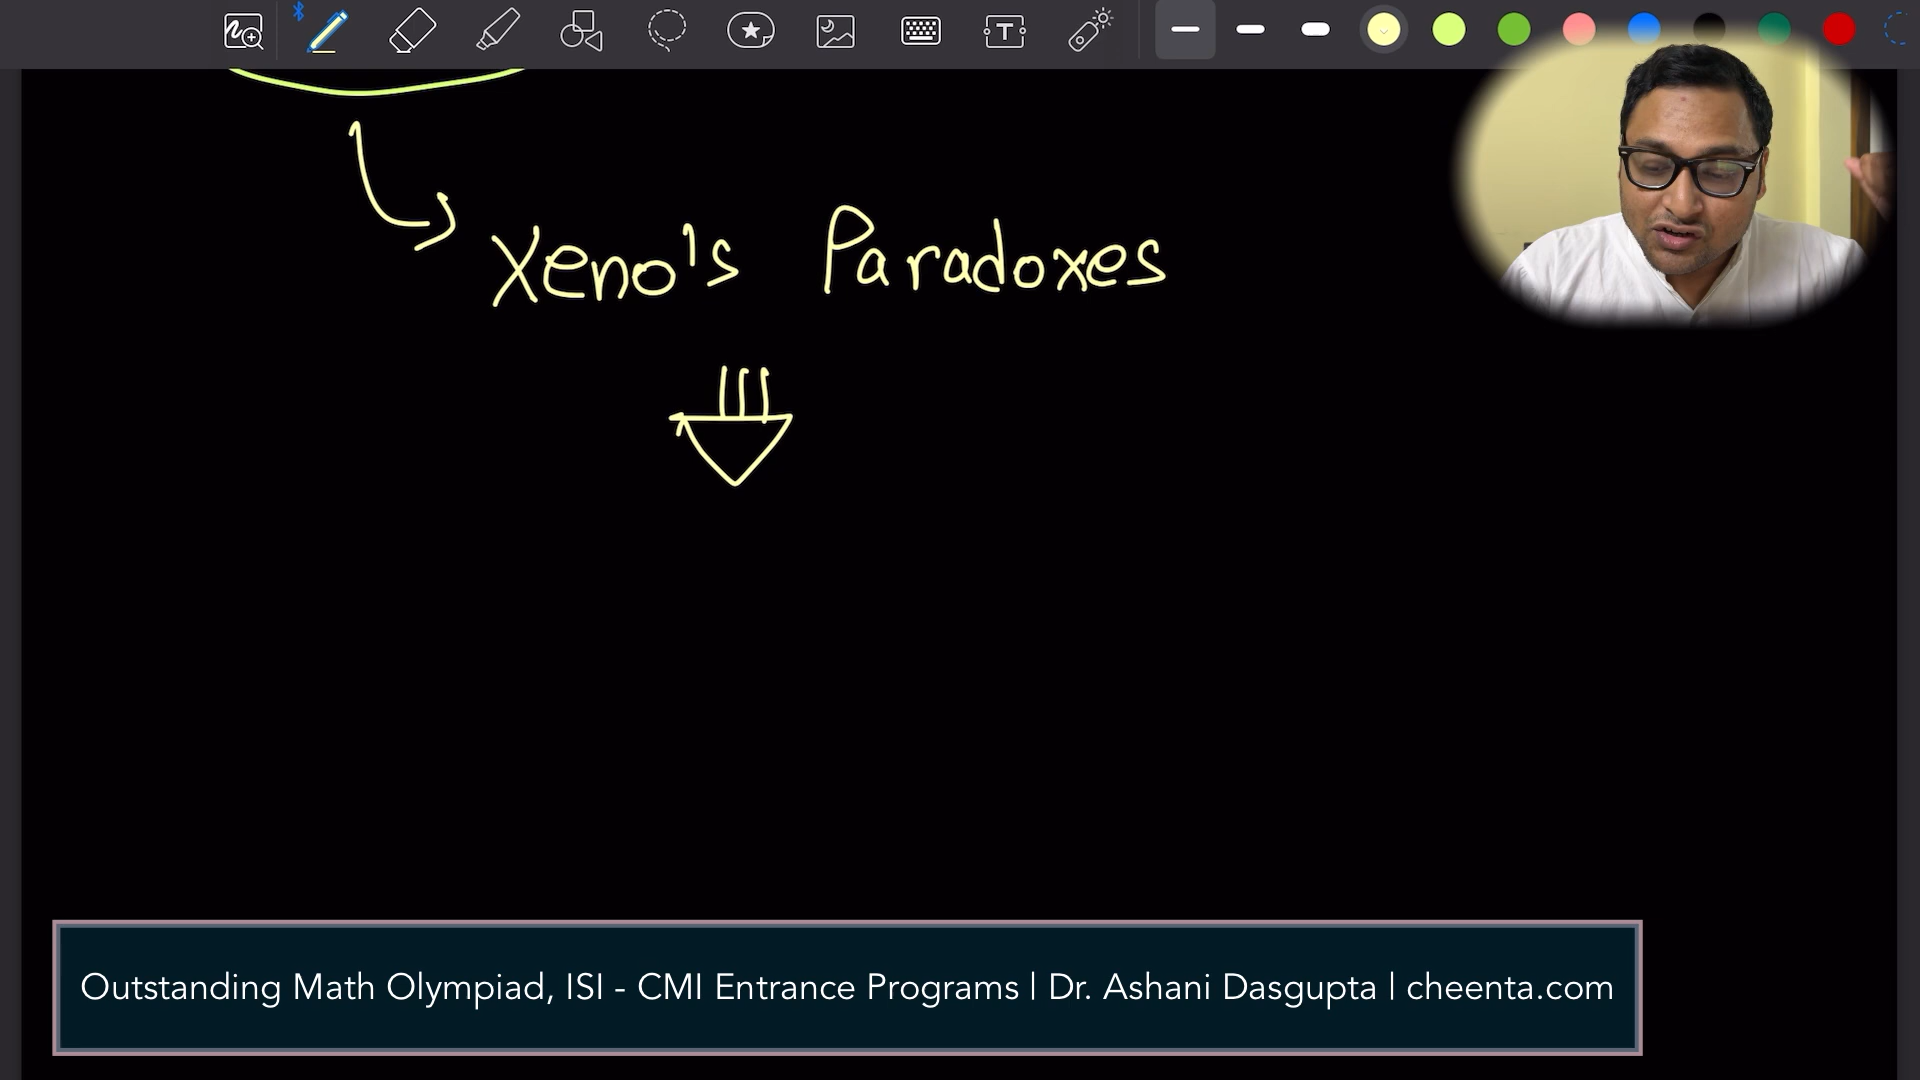 Xeno's Paradoxes
Outstanding Math Olympiad, ISI - CMI Entrance Programs | Dr. Ashani Dasgupta | cheenta.com